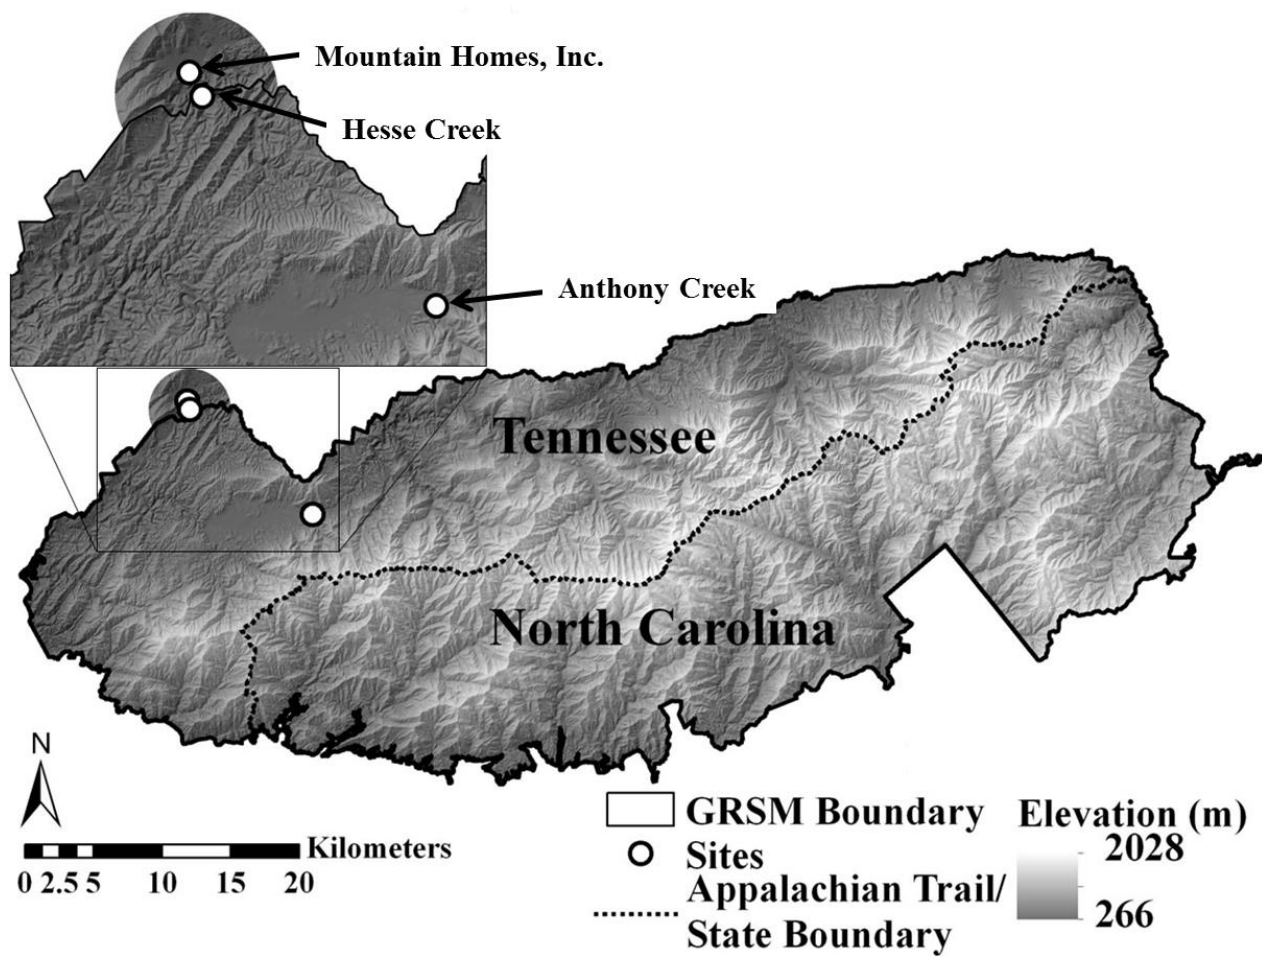 Mountain Homes, Inc.
Hesse Creek
Anthony Creek
Tennessee
North Carolina
N
Kilometers
0 2.5 5 10 15 20
GRSM Boundary
Sites
Appalachian Trail/
State Boundary
Elevation (m)
2028
266